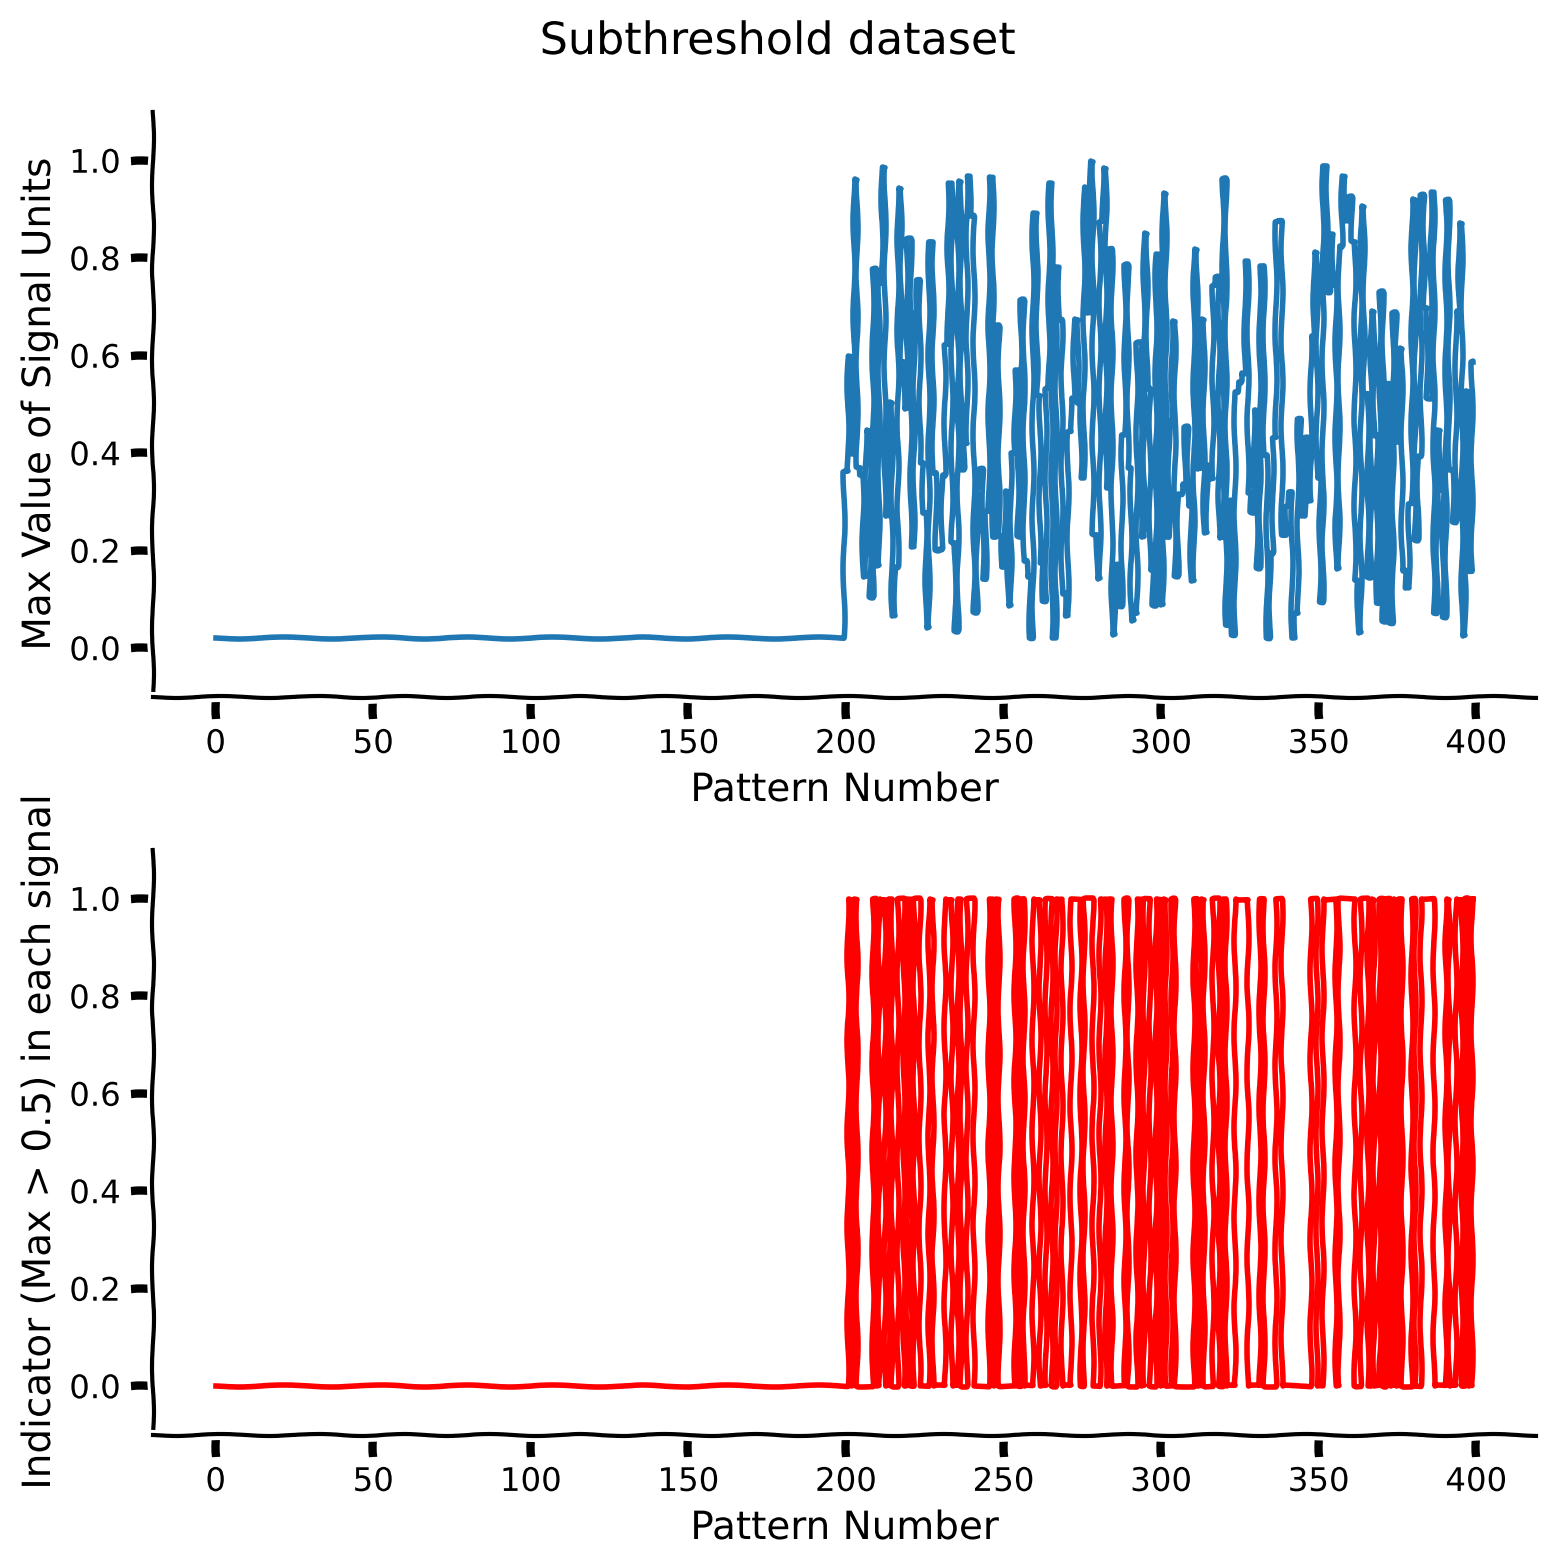 Subthreshold dataset
Max Value of Signal Units
1.0
0.8
0.6
0.4
0.2
0.0
0 50 100 150 200 250 300 350 400
Pattern Number
Indicator (Max > 0.5) in each signal
1.0
0.8
0.6
0.4
0.2
0.0
0 50 100 150 200 250 300 350 400
Pattern Number